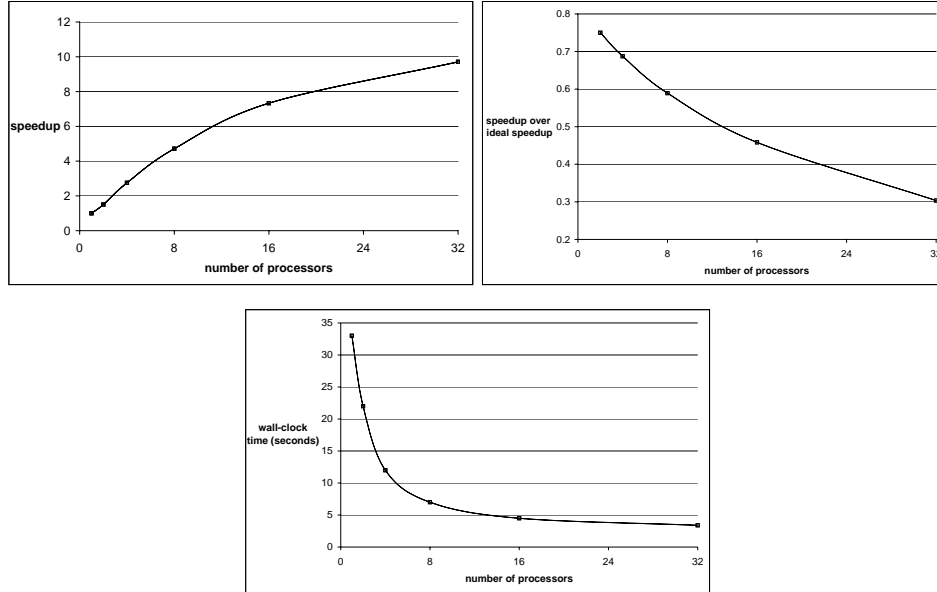 12
10
8
speedup 6
4
2
0
0 8 16 24 32
number of processors
0.8
0.7
0.6
speedup over
ideal speedup
0.5
0.4
0.3
0.2
0 8 16 24
number of processors
35
30
25
20
wall-clock
time (seconds)
15
10
5
0
0 8 16 24 32
number of processors